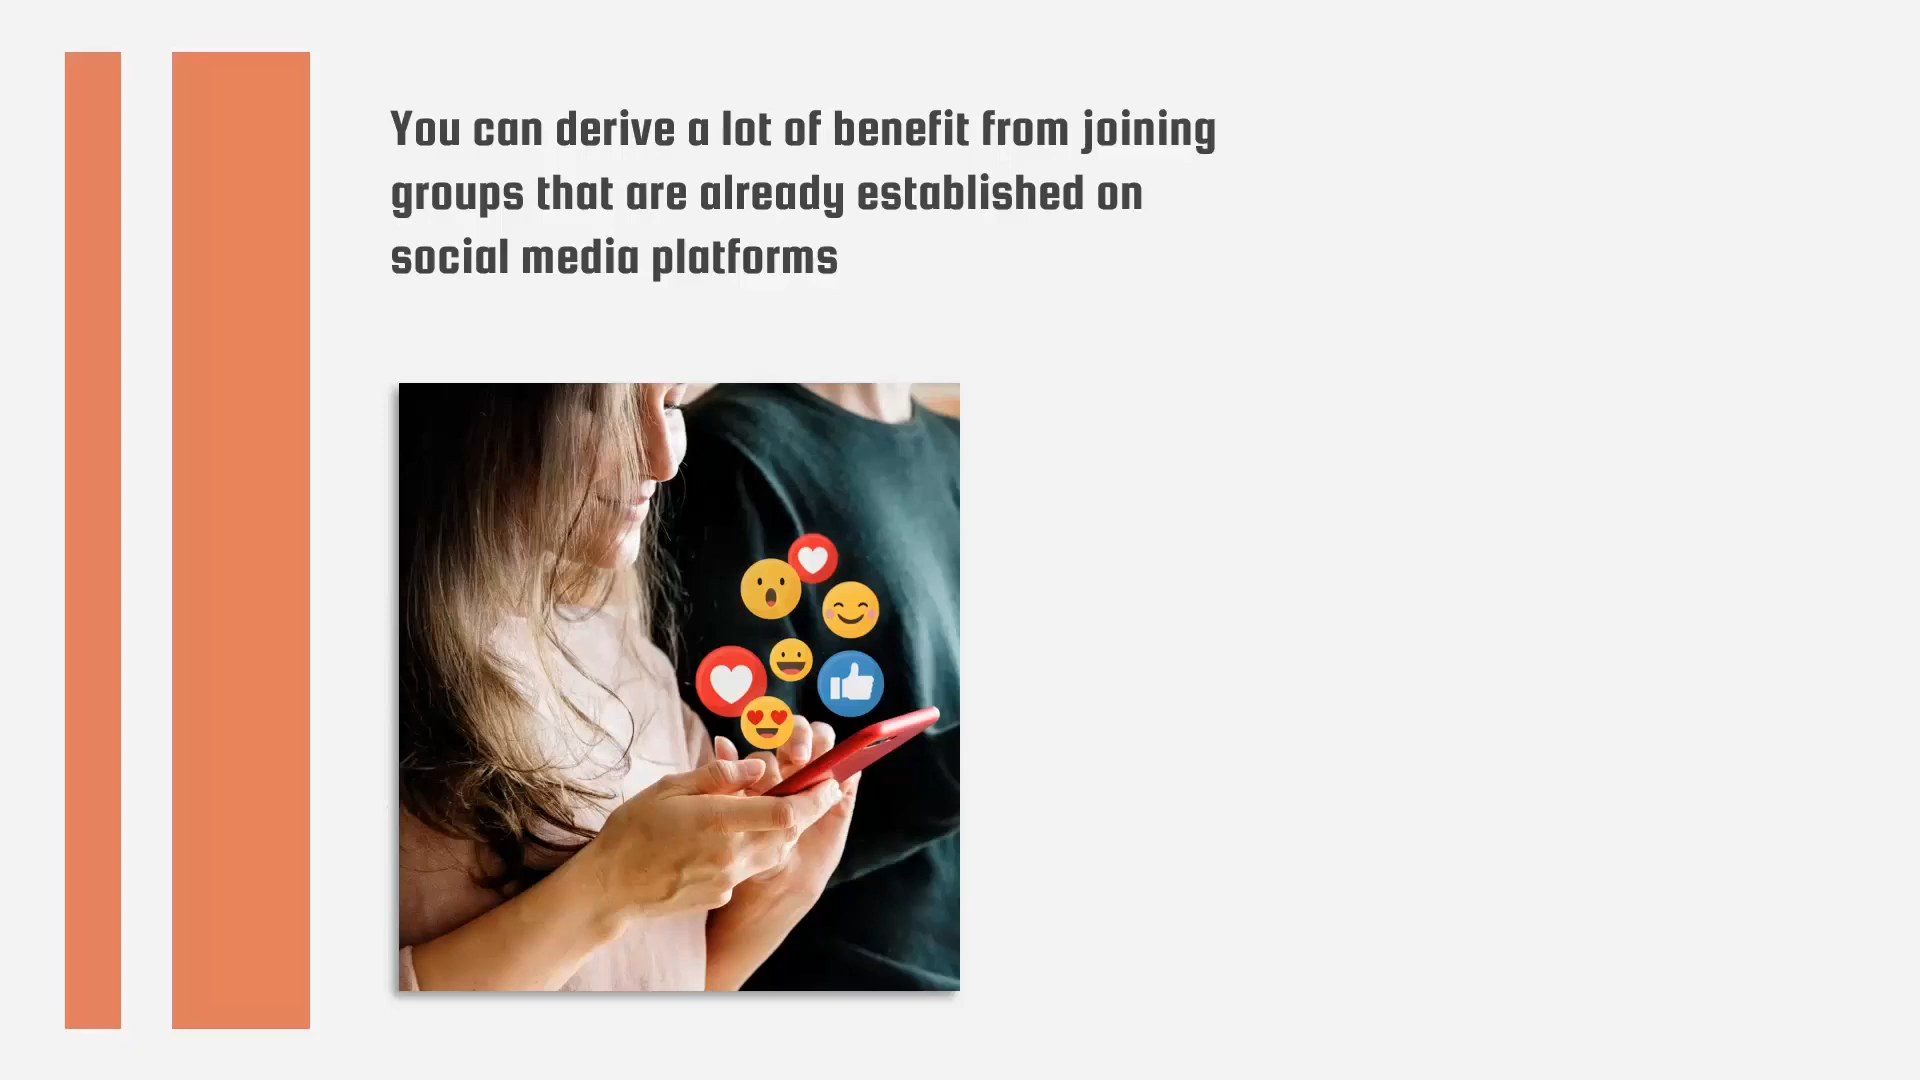 You can derive a lot of benefit from joining
groups that are already established on
social media platforms